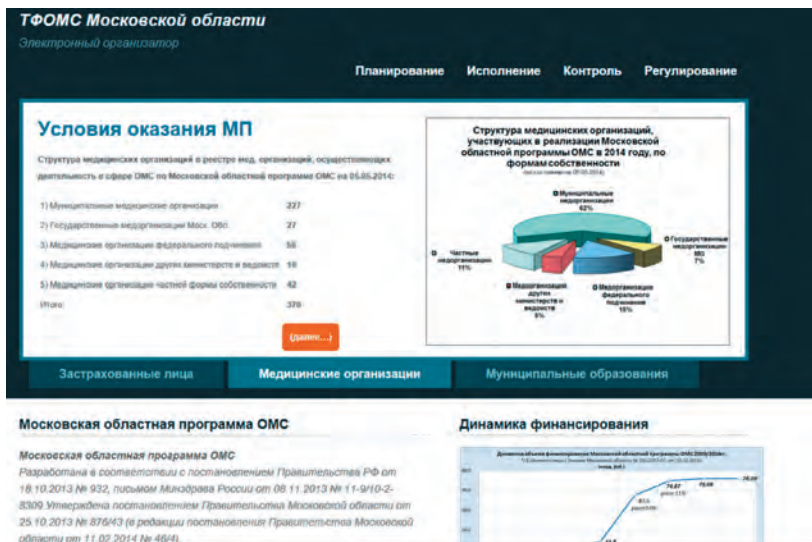 ТФОМС Московской области
Электронный организатор
Планирование Исполнение Контроль Регулирование
Условия оказания МП
Структура медицинских организаций в реестре мед. организаций, осуществляющих
деятельность в сфере ОМС по Московской областной программе ОМС на 05.05.2014:
1) Муниципальные медицинские организации 227
2) Государственные медорганизации Моск. Обл. 27
3) Медицинские организации федерального подчинения
4) Медицинские организации других министерств и ведомств
5) Медицинские организации частной формы собственности 42
Итого: 370
(далее...)
Структура медицинских организаций,
участвующих в реализации Московской
областной программы ОМС в 2014 году, по
формам собственности
Муниципальные
медорганизации
62%
Государственные
медорганизации
МО
7%
Медорганизации
федерального
подчинения
15%
Медорганизации
других
министерств и
ведомств
5%
Частные
медорганизации
11%
Застрахованные лица Медицинские организации Муниципальные образования
Московская областная программа ОМС
Московская областная программа ОМС
Разработана в соответствии с постановлением Правительства РФ от
18.10.2013 № 932, письмом Минздрава России от 08.11.2013 № 11-9/10-2-
8309 Утверждена постановлением Правительства Московской области от
25.10.2013 № 876/43 (в редакции постановления Правительства Московской
области от 11.02.2014 № 46/4).
Динамика финансирования